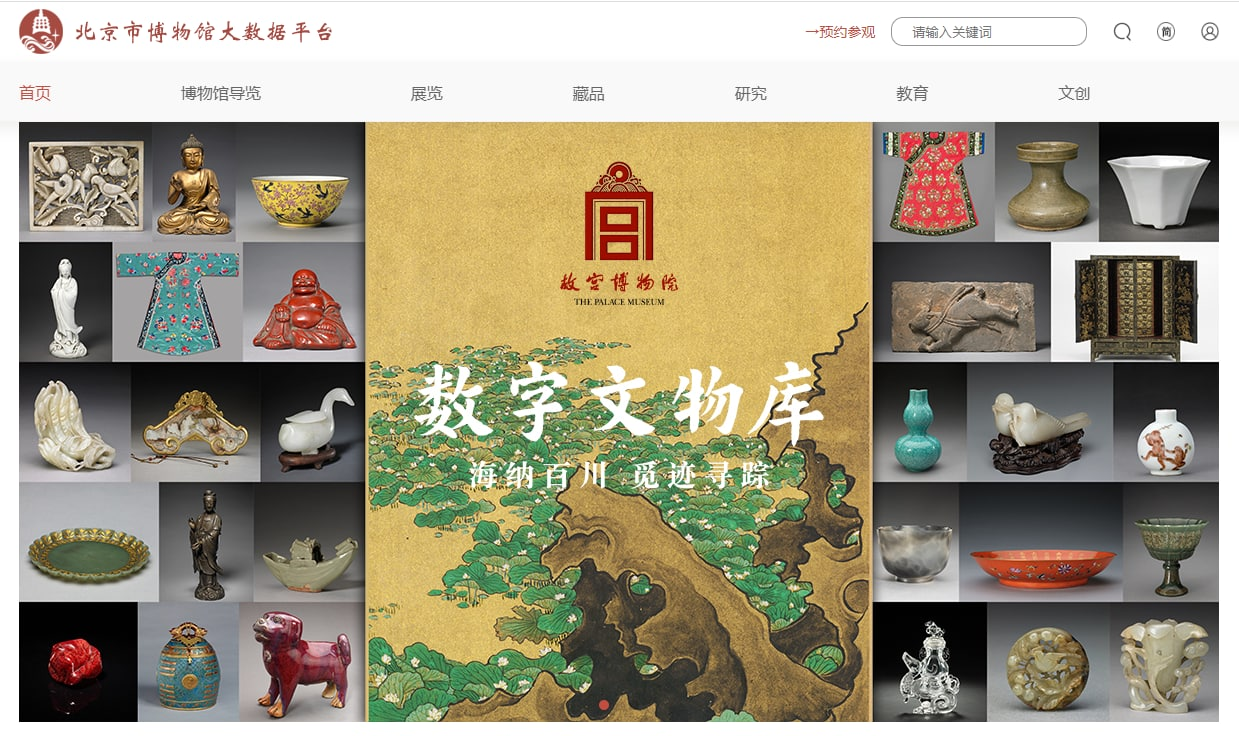 北京市博物馆大数据平台
→预约参观
请输入关键词
简
首页
博物馆导览
展览
藏品
研究
教育
文创
故宫博物院
THE PALACE MUSEUM
数字文物库
海纳百川 觅迹寻踪